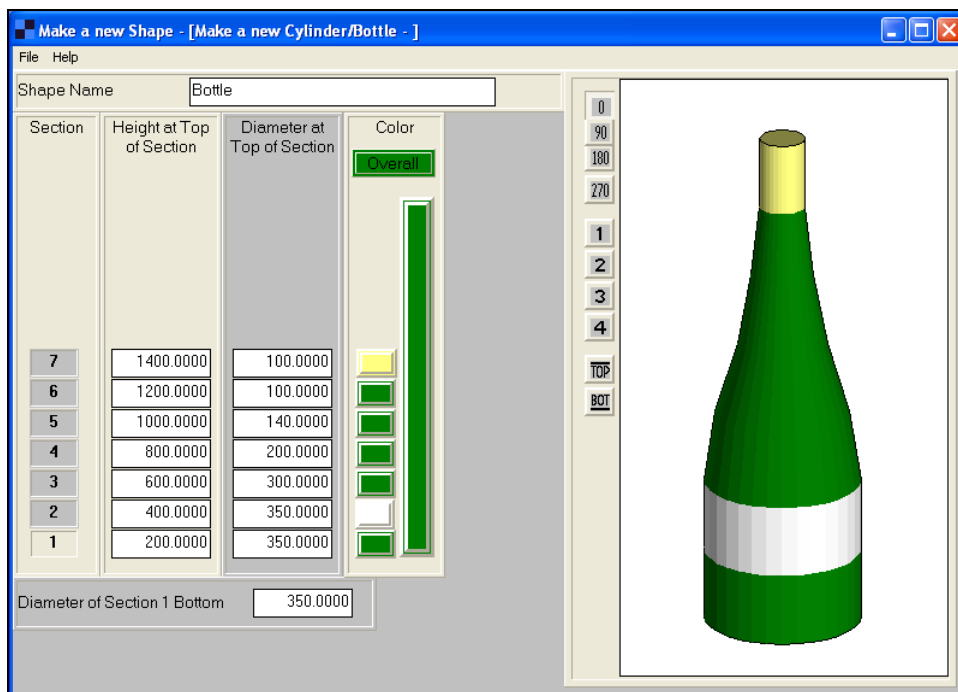 Make a new Shape - [Make a new Cylinder/Bottle - ]
File Help
Shape Name Bottle
Section Height at Top of Section Diameter at Top of Section Color
Overall
7 1400.0000 100.0000
6 1200.0000 100.0000
5 1000.0000 140.0000
4 800.0000 200.0000
3 600.0000 300.0000
2 400.0000 350.0000
1 200.0000 350.0000
Diameter of Section 1 Bottom 350.0000
0
90
180
270
1
2
3
4
TOP
BOT